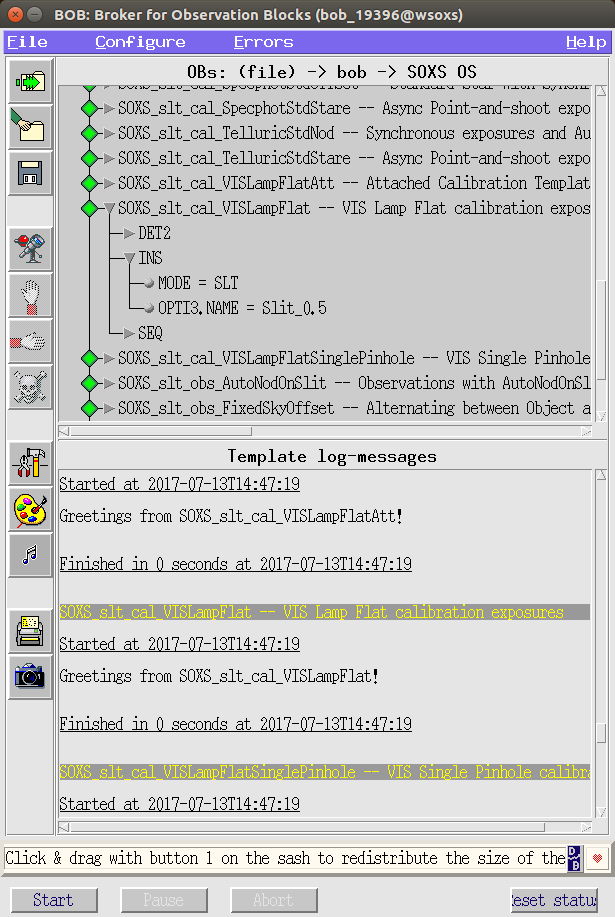 BOB: Broker for Observation Blocks (bob_19396@wsoxs)
File Configure Errors Help
OBs: (file) -> bob -> SOXS OS
SOXS_slt_cal_SpecphotStdStare -- Async Point-and-shoot expo
SOXS_slt_cal_TelluricStdNod -- Synchronous exposures and Au
SOXS_slt_cal_TelluricStdStare -- Async Point-and-shoot expo
SOXS_slt_cal_VISLampFlatAtt -- Attached Calibration Templat
SOXS_slt_cal_VISLampFlat -- VIS Lamp Flat calibration expos
DET2
INS
MODE = SLT
OPTI3.NAME = Slit_0.5
SEQ
SOXS_slt_cal_VISLampFlatSinglePinhole -- VIS Single Pinhole
SOXS_slt_obs_AutoNodOnSlit -- Observations with AutoNodOnSl
SOXS_slt_obs_FixedSkyOffset -- Alternating between Object a
Template log-messages
Started at 2017-07-13T14:47:19
Greetings from SOXS_slt_cal_VISLampFlatAtt!
Finished in 0 seconds at 2017-07-13T14:47:19
SOXS_slt_cal_VISLampFlat -- VIS Lamp Flat calibration exposures
Started at 2017-07-13T14:47:19
Greetings from SOXS_slt_cal_VISLampFlat!
Finished in 0 seconds at 2017-07-13T14:47:19
SOXS_slt_cal_VISLampFlatSinglePinhole -- VIS Single Pinhole calibra
Started at 2017-07-13T14:47:19
Click & drag with button 1 on the sash to redistribute the size of the
Start Pause Abort eset statu